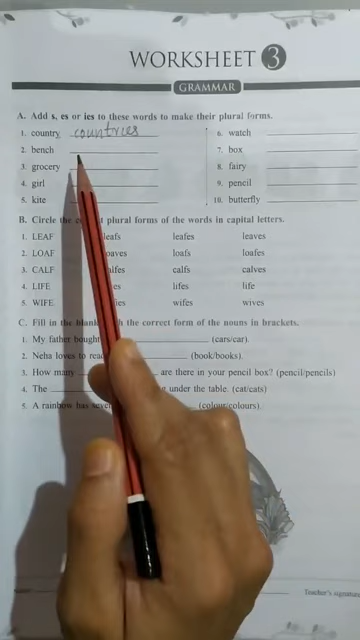 WORKSHEET 3
GRAMMAR
A. Add s, es or ies to these words to make their plural forms.
1. country countries
2. bench
3. grocery
4. girl
5. kite
6. watch
7. box
8. fairy
9. pencil
10. butterfly
B. Circle the plural forms of the words in capital letters.
1. LEAF leafs leafes leaves
2. LOAF loafs loafes
3. CALF calfs calves
4. LIFE lifes life
5. WIFE wifes wives
C. Fill in the blank the correct form of the nouns in brackets.
1. My father bought (cars/car).
2. Neha loves to read (book/books).
3. How many are there in your pencil box? (pencil/pencils)
4. The under the table. (cat/cats)
5. A rainbow has seven (colour/colours).
Teacher's signature